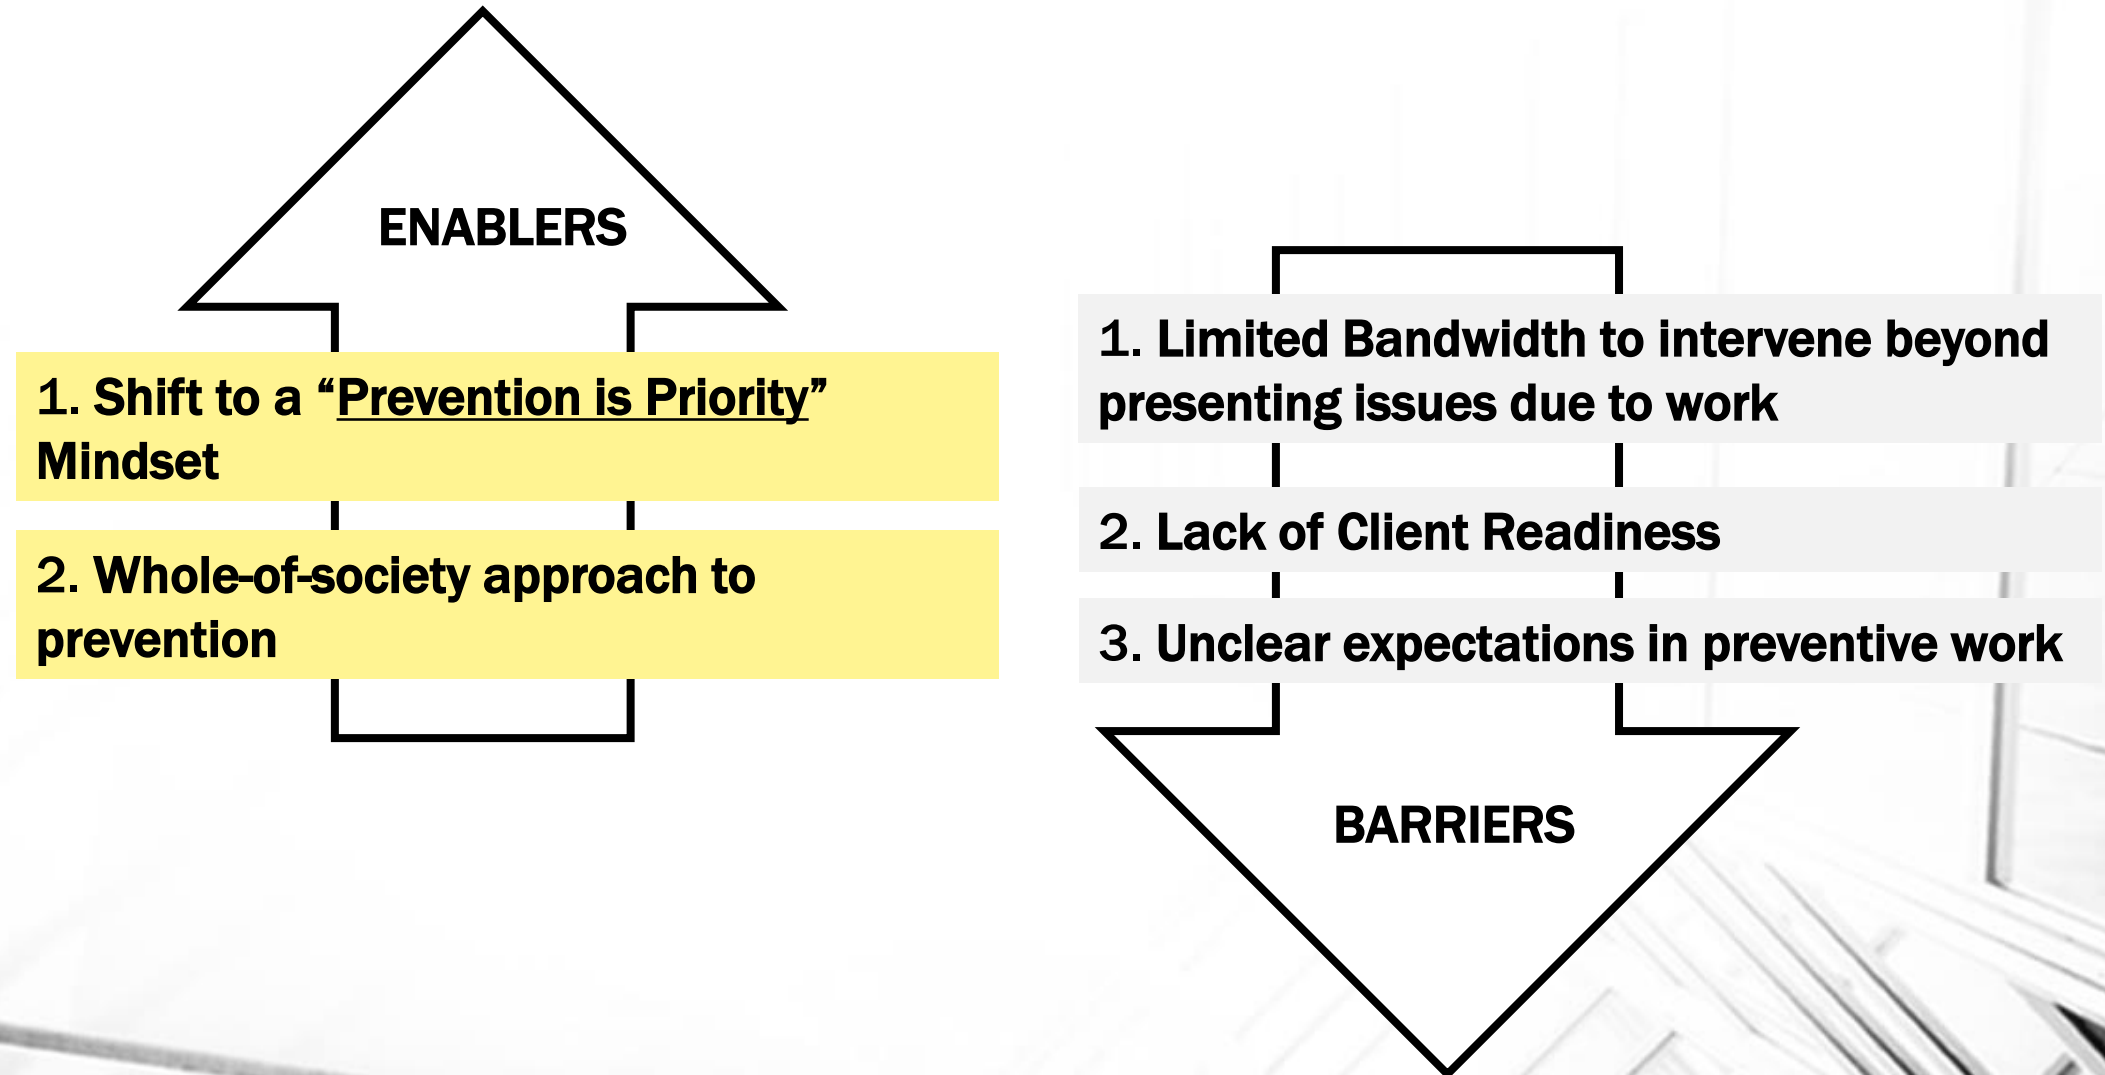 ENABLERS
1. Shift to a “Prevention is Priority”
Mindset
2. Whole-of-society approach to
prevention
1. Limited Bandwidth to intervene beyond
presenting issues due to work
2. Lack of Client Readiness
3. Unclear expectations in preventive work
BARRIERS